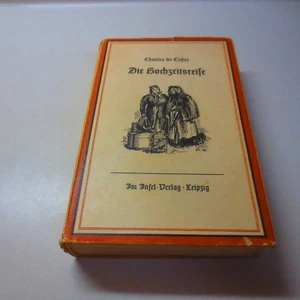 Charles de Coster
Die Hochzeitsreise
Im Insel-Verlag · Leipzig